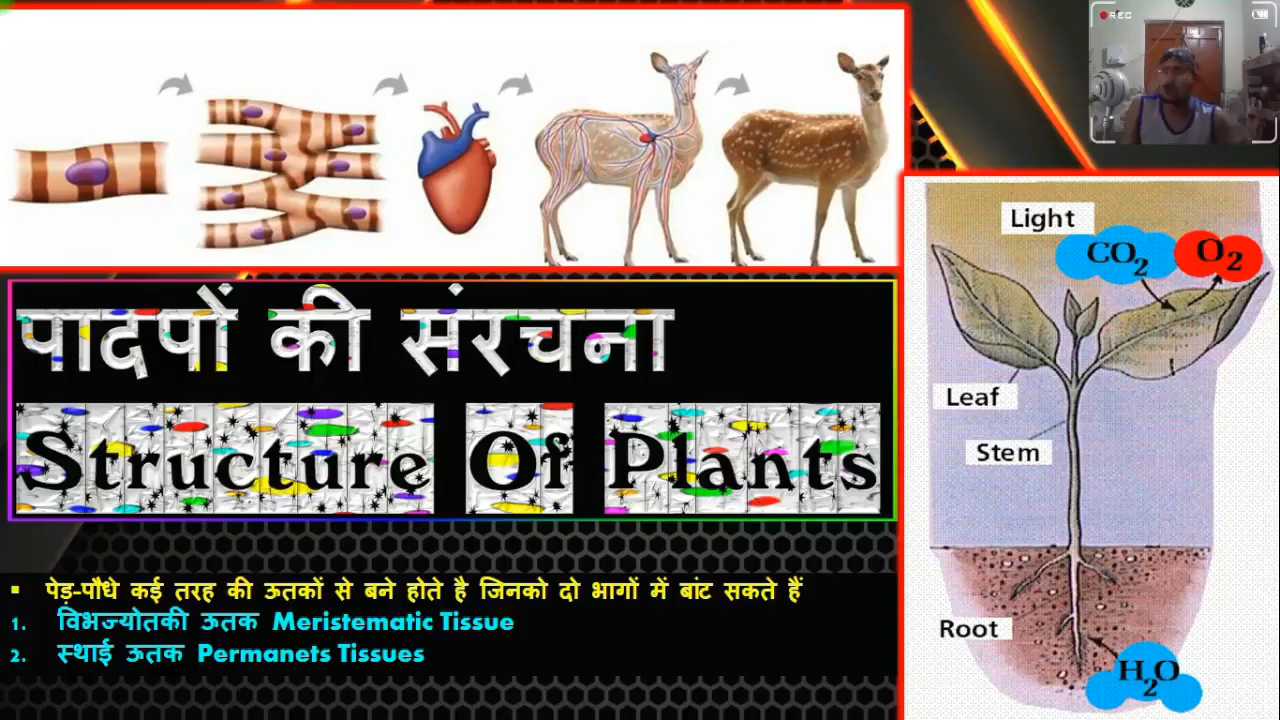 REC
पादपों की संरचना
Structure Of Plants
▪ पेड़-पौधे कई तरह की ऊतकों से बने होते है जिनको दो भागों में बांट सकते हैं
1. विभज्योतकी ऊतक Meristematic Tissue
2. स्थाई ऊतक Permanets Tissues
Light
CO2
O2
Leaf
Stem
Root
H2O